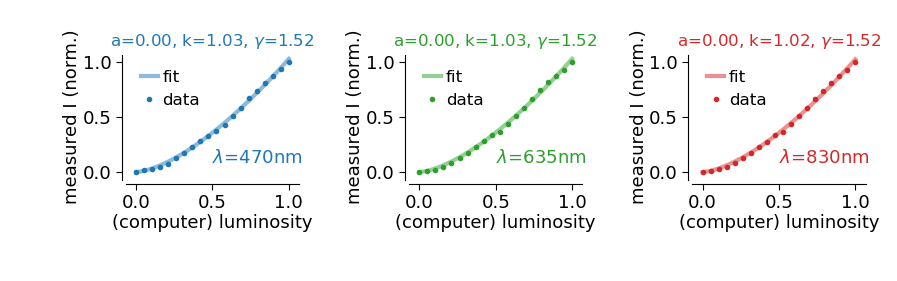 a=0.00, k=1.03, γ=1.52
measured I (norm.)
1.0
0.5
0.0
fit
data
λ=470nm
0.0 0.5 1.0
(computer) luminosity
a=0.00, k=1.03, γ=1.52
measured I (norm.)
1.0
0.5
0.0
fit
data
λ=635nm
0.0 0.5 1.0
(computer) luminosity
a=0.00, k=1.02, γ=1.52
measured I (norm.)
1.0
0.5
0.0
fit
data
λ=830nm
0.0 0.5 1.0
(computer) luminosity